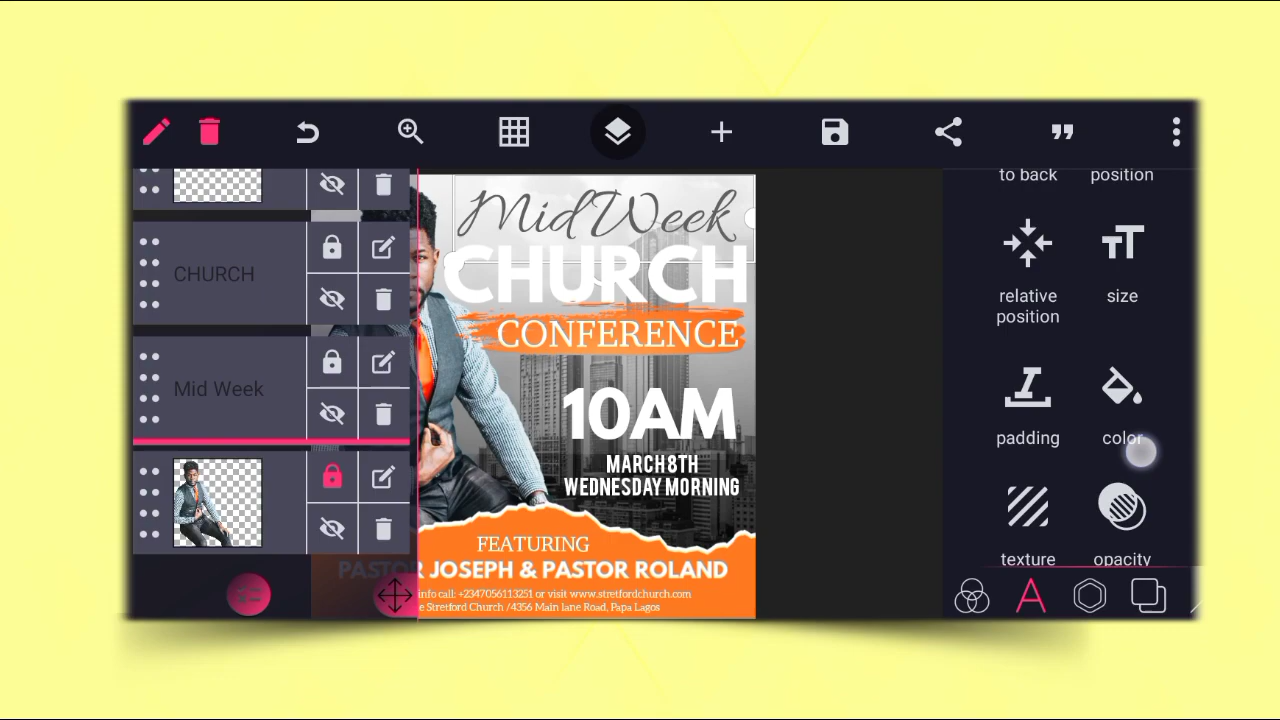 to back
position
CHURCH
Mid Week
relative
position
size
padding
color
texture
opacity
Mid Week
CHURCH
CONFERENCE
10AM
MARCH 8TH
WEDNESDAY MORNING
FEATURING
PASTOR JOSEPH & PASTOR ROLAND
info call: +2347056113251 or visit www.stretfordchurch.com
e Stretford Church /4356 Main lane Road, Papa Lagos